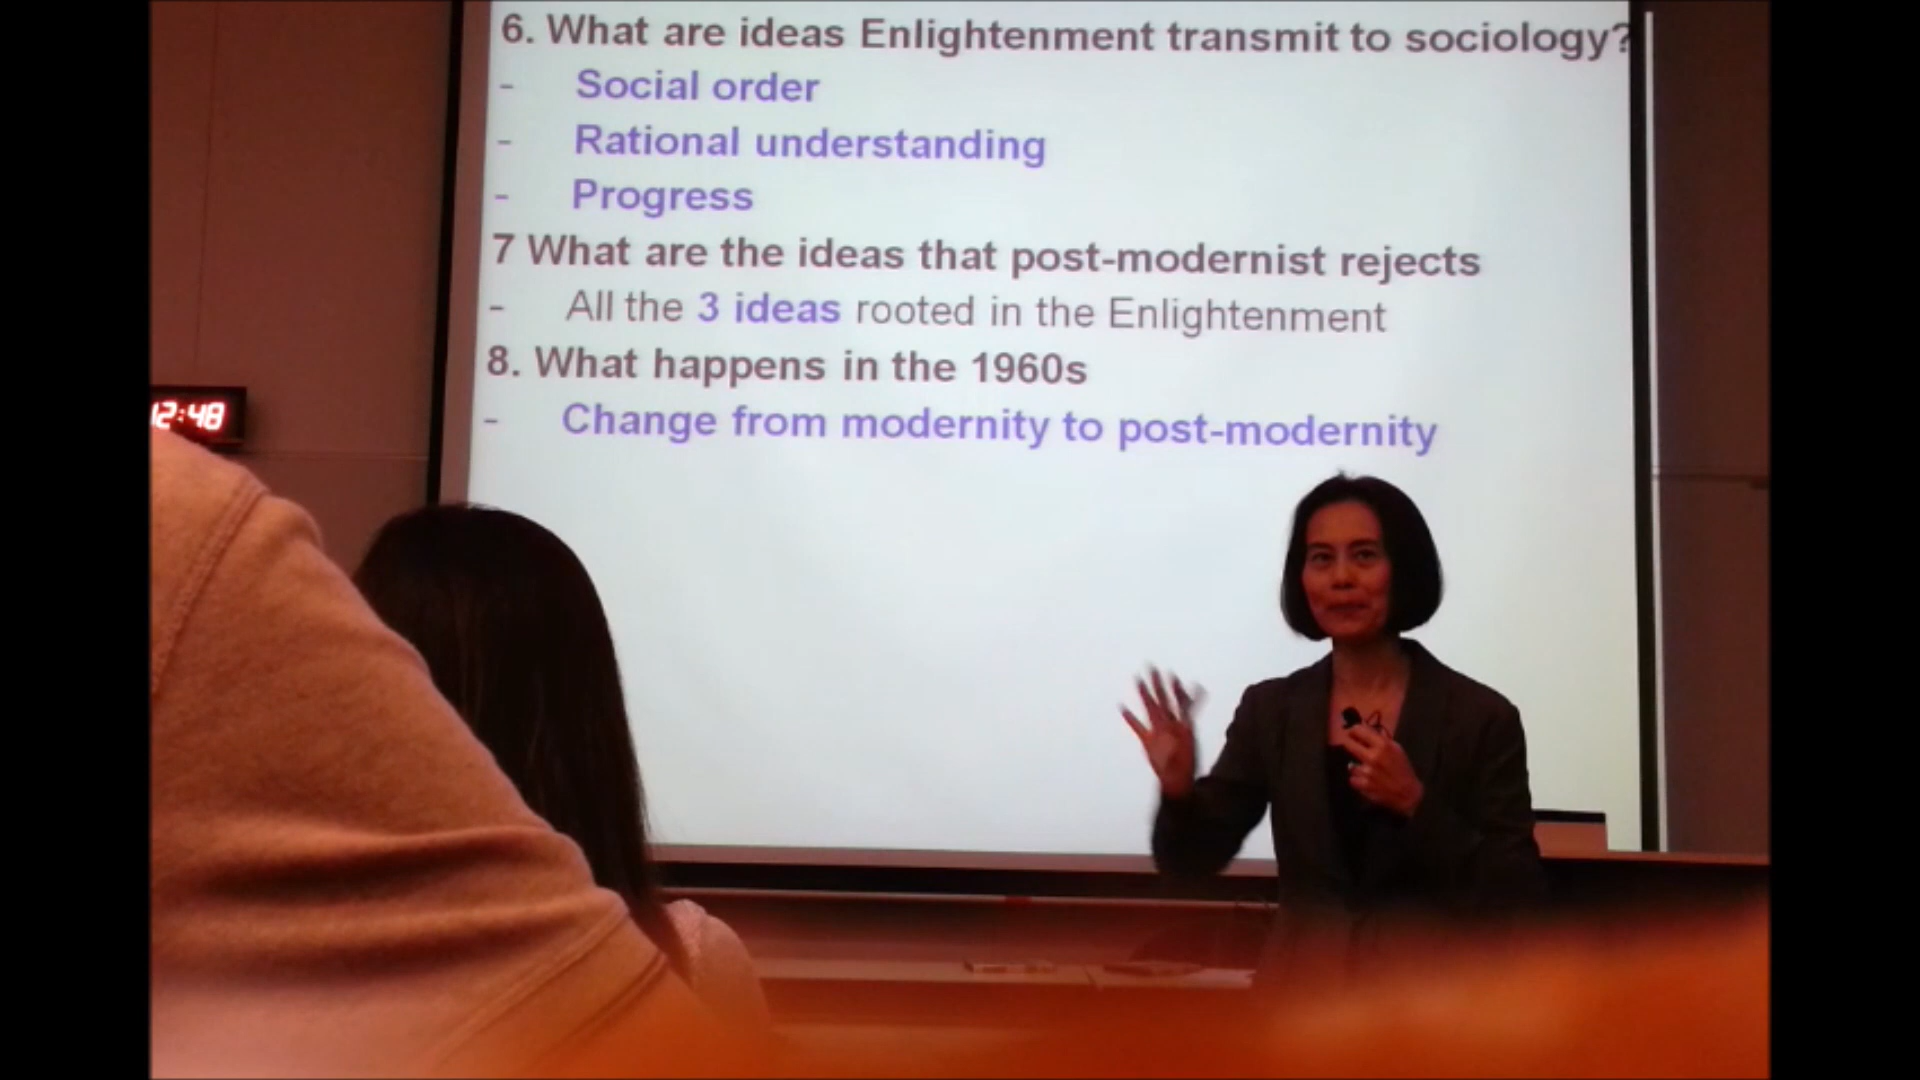 6. What are ideas Enlightenment transmit to sociology?
- Social order
- Rational understanding
- Progress
7 What are the ideas that post-modernist rejects
- All the 3 ideas rooted in the Enlightenment
8. What happens in the 1960s
- Change from modernity to post-modernity
12:48